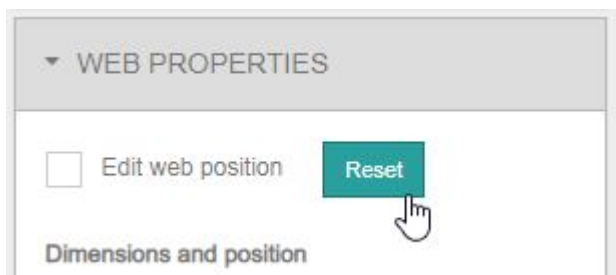 WEB PROPERTIES
Edit web position Reset
Dimensions and position